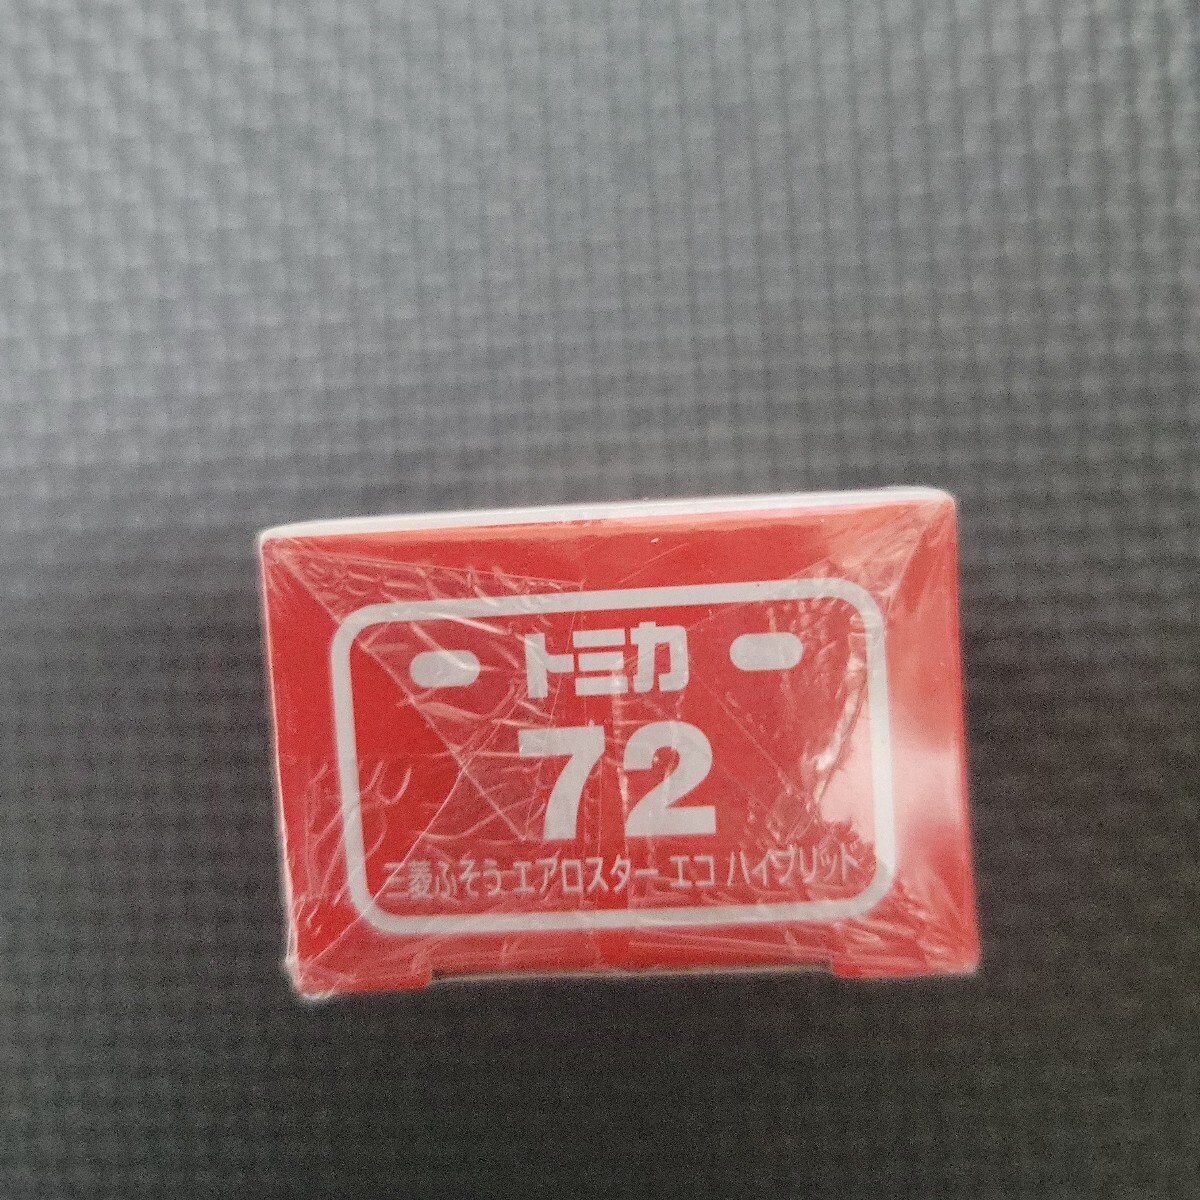 トミカ
72
三菱ふそう エアロスター エコ ハイブリッド